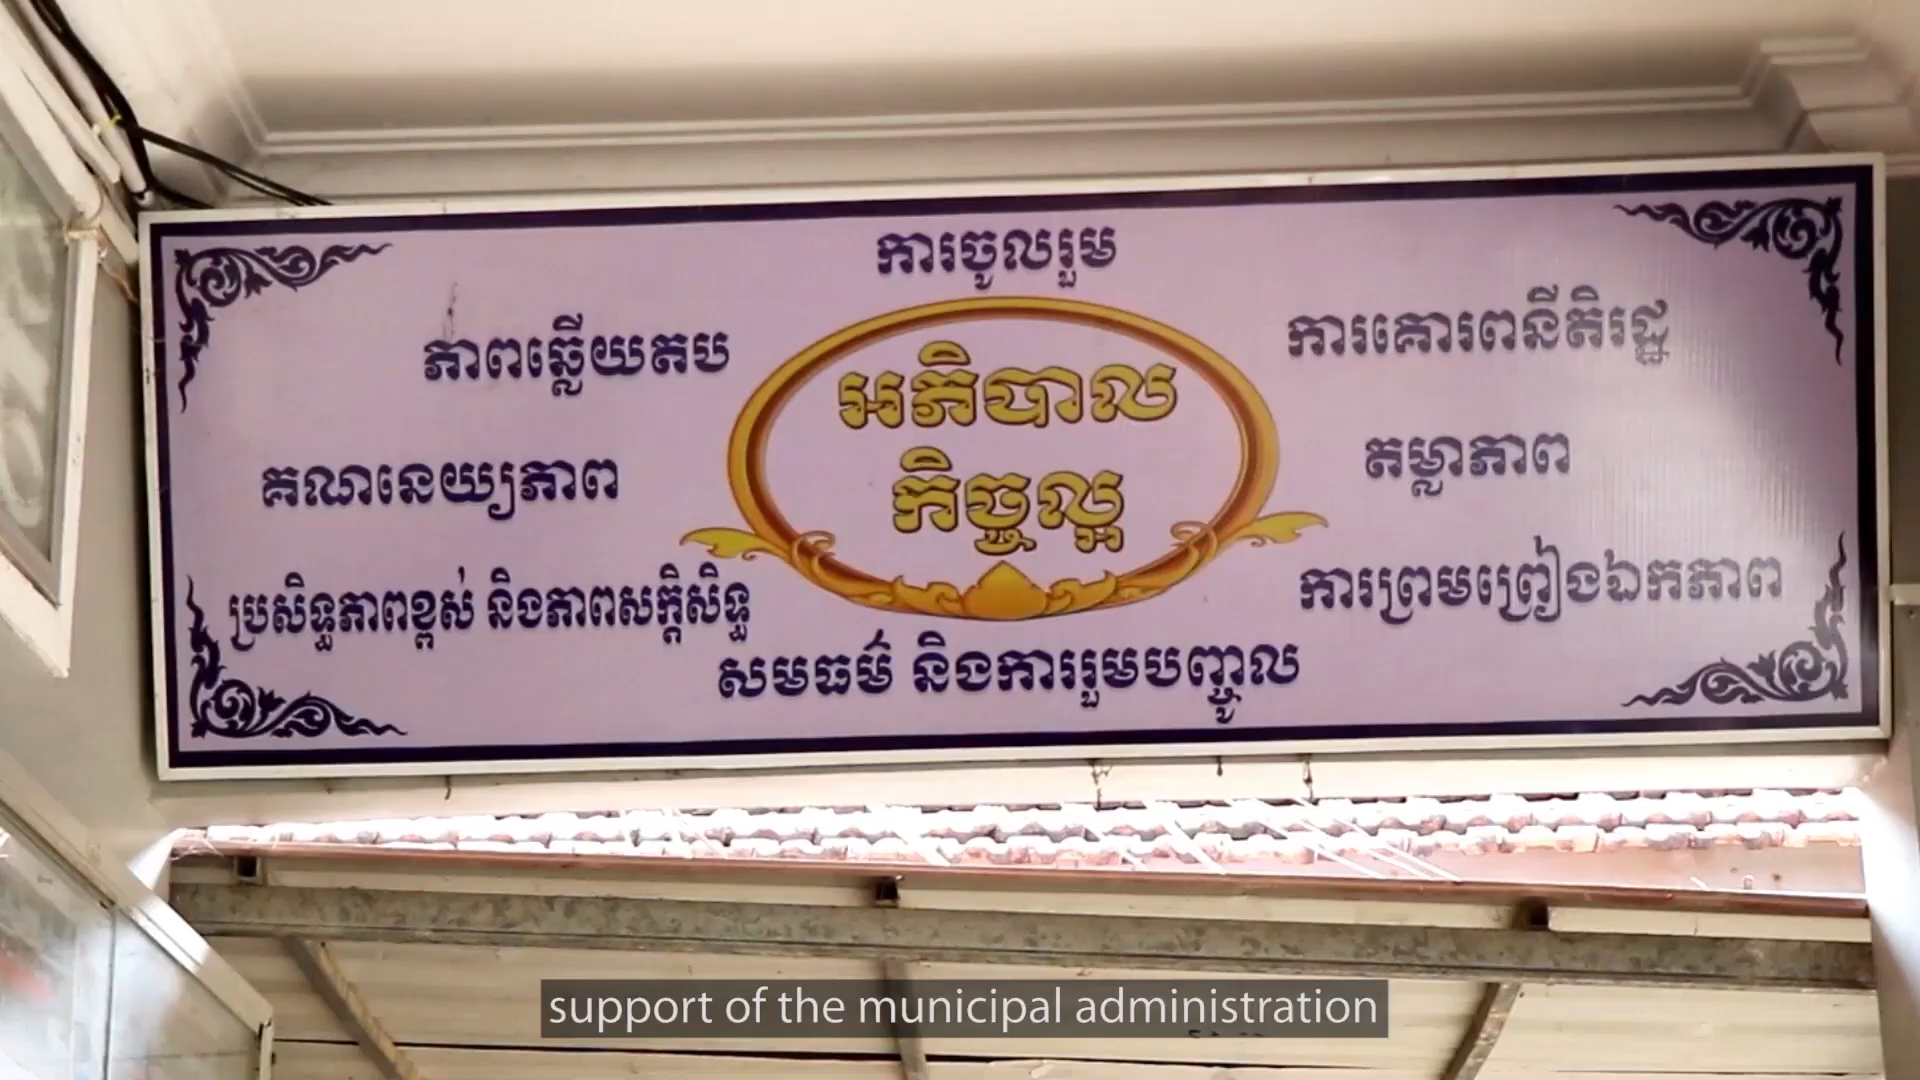 ការចូលរួម
ភាពឆ្លើយតប
ការគោរពនីតិរដ្ឋ
អភិបាល
កិច្ចល្អ
គណនេយ្យភាព
តម្លាភាព
ប្រសិទ្ធភាពខ្ពស់ និងភាពសក្តិសិទ្ធ
ការព្រមព្រៀងឯកភាព
សមធម៌ និងការរួមបញ្ចូល
support of the municipal administration